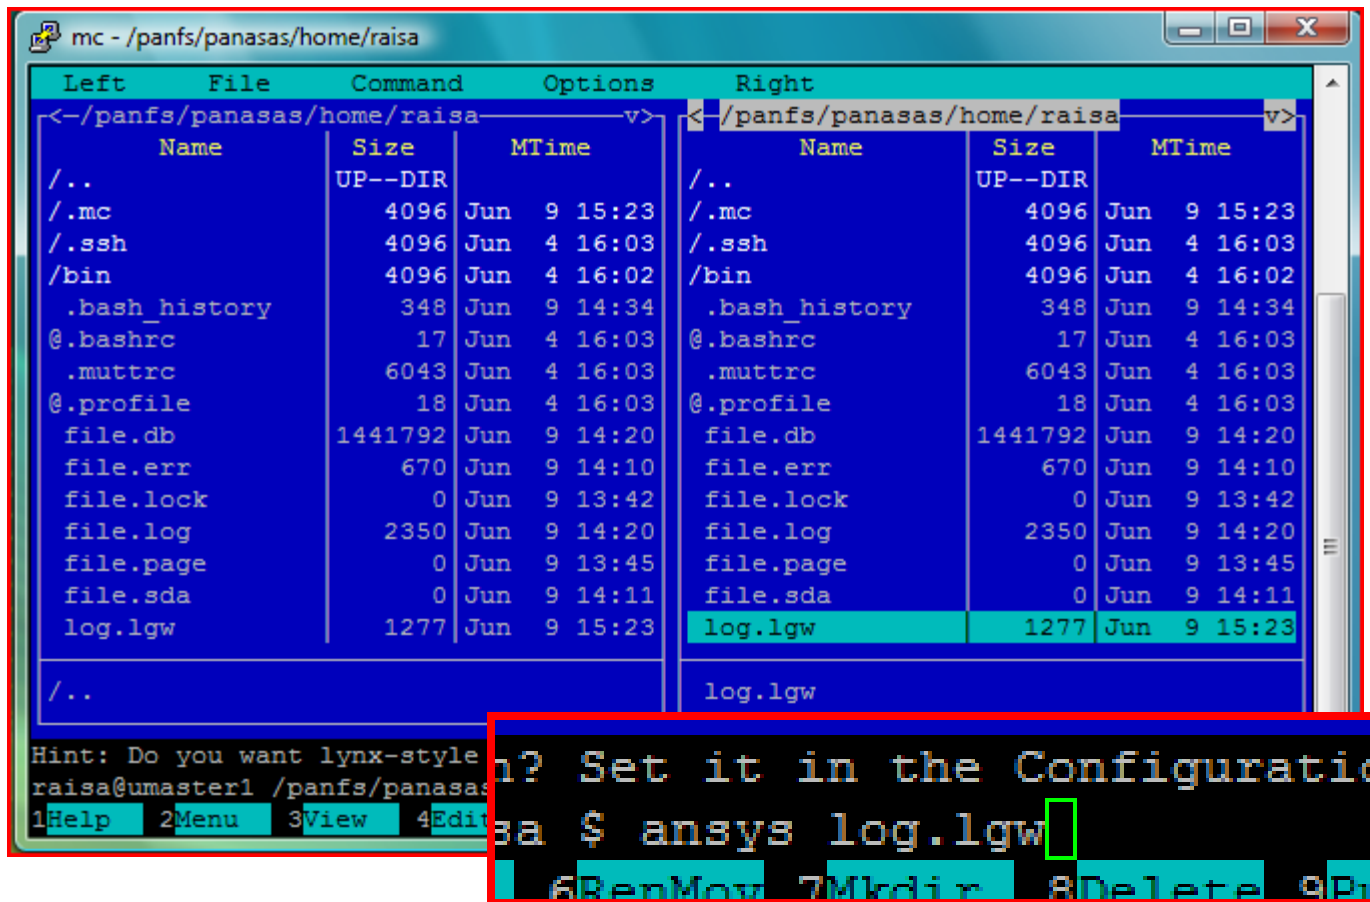 mc - /panfs/panasas/home/raisa
Left File Command Options Right
<-/panfs/panasas/home/raisa v> < /panfs/panasas/home/raisa v>
Name Size MTime Name Size MTime
/.. UP--DIR /.. UP--DIR
/.mc 4096 Jun 9 15:23 /.mc 4096 Jun 9 15:23
/.ssh 4096 Jun 4 16:03 /.ssh 4096 Jun 4 16:03
/bin 4096 Jun 4 16:02 /bin 4096 Jun 4 16:02
.bash_history 348 Jun 9 14:34 .bash_history 348 Jun 9 14:34
@.bashrc 17 Jun 4 16:03 @.bashrc 17 Jun 4 16:03
.muttrc 6043 Jun 4 16:03 .muttrc 6043 Jun 4 16:03
@.profile 18 Jun 4 16:03 @.profile 18 Jun 4 16:03
file.db 1441792 Jun 9 14:20 file.db 1441792 Jun 9 14:20
file.err 670 Jun 9 14:10 file.err 670 Jun 9 14:10
file.lock 0 Jun 9 13:42 file.lock 0 Jun 9 13:42
file.log 2350 Jun 9 14:20 file.log 2350 Jun 9 14:20
file.page 0 Jun 9 13:45 file.page 0 Jun 9 13:45
file.sda 0 Jun 9 14:11 file.sda 0 Jun 9 14:11
log.lgw 1277 Jun 9 15:23 log.lgw 1277 Jun 9 15:23
/.. log.lgw
Hint: Do you want lynx-style
raisa@umaster1 /panfs/panasas
1Help 2Menu 3View 4Edit
n? Set it in the Configuratio
sa $ ansys log.lgw
6RenMov 7Mkdir 8Delete 9Pu